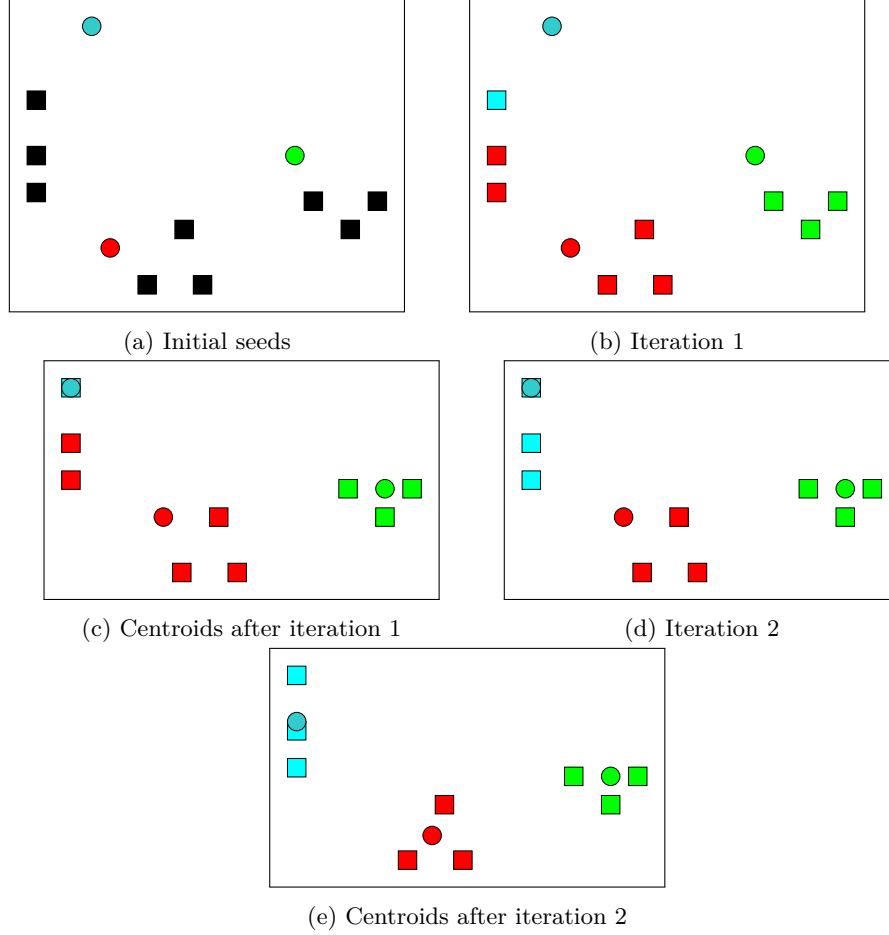 (a) Initial seeds
(b) Iteration 1
(c) Centroids after iteration 1
(d) Iteration 2
(e) Centroids after iteration 2